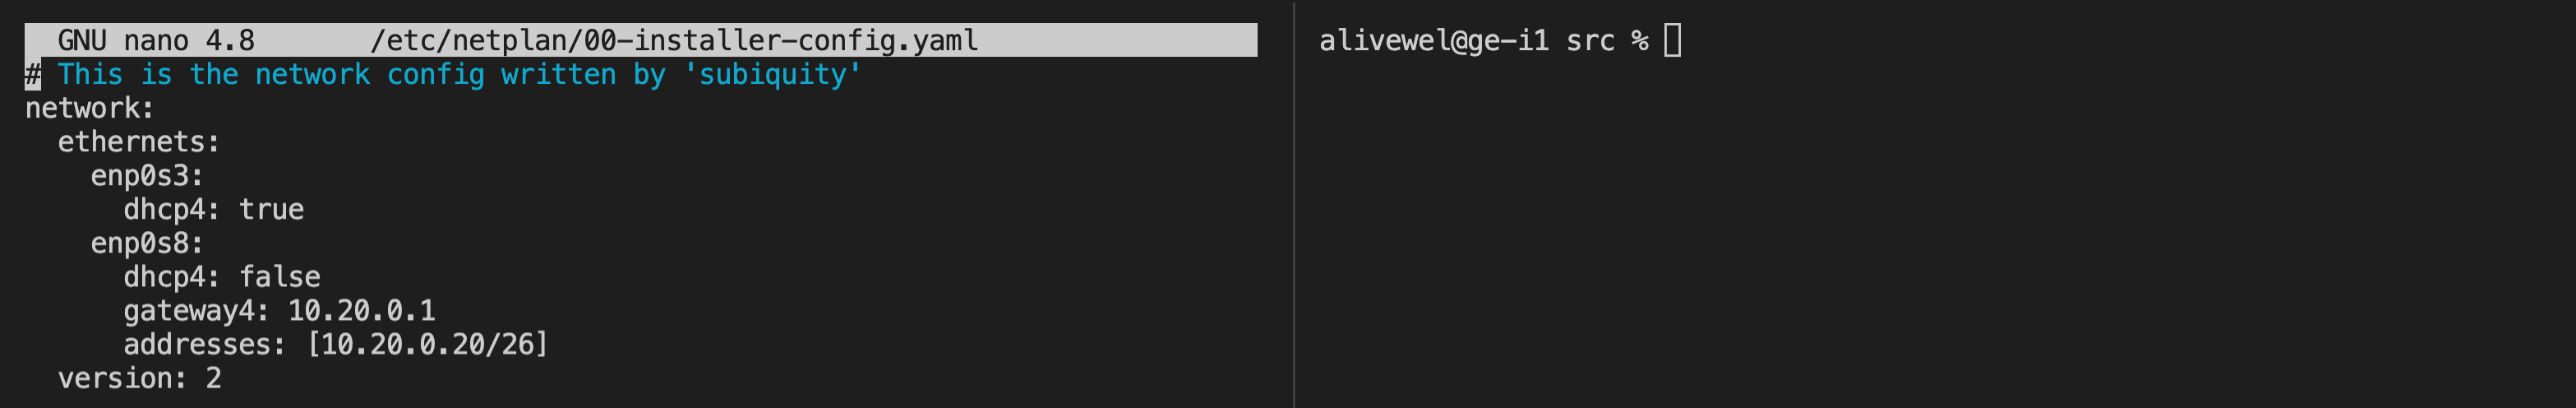 GNU nano 4.8 /etc/netplan/00-installer-config.yaml
# This is the network config written by 'subiquity'
network:
  ethernets:
    enp0s3:
      dhcp4: true
    enp0s8:
      dhcp4: false
      gateway4: 10.20.0.1
      addresses: [10.20.0.20/26]
  version: 2
alivewel@ge-i1 src %